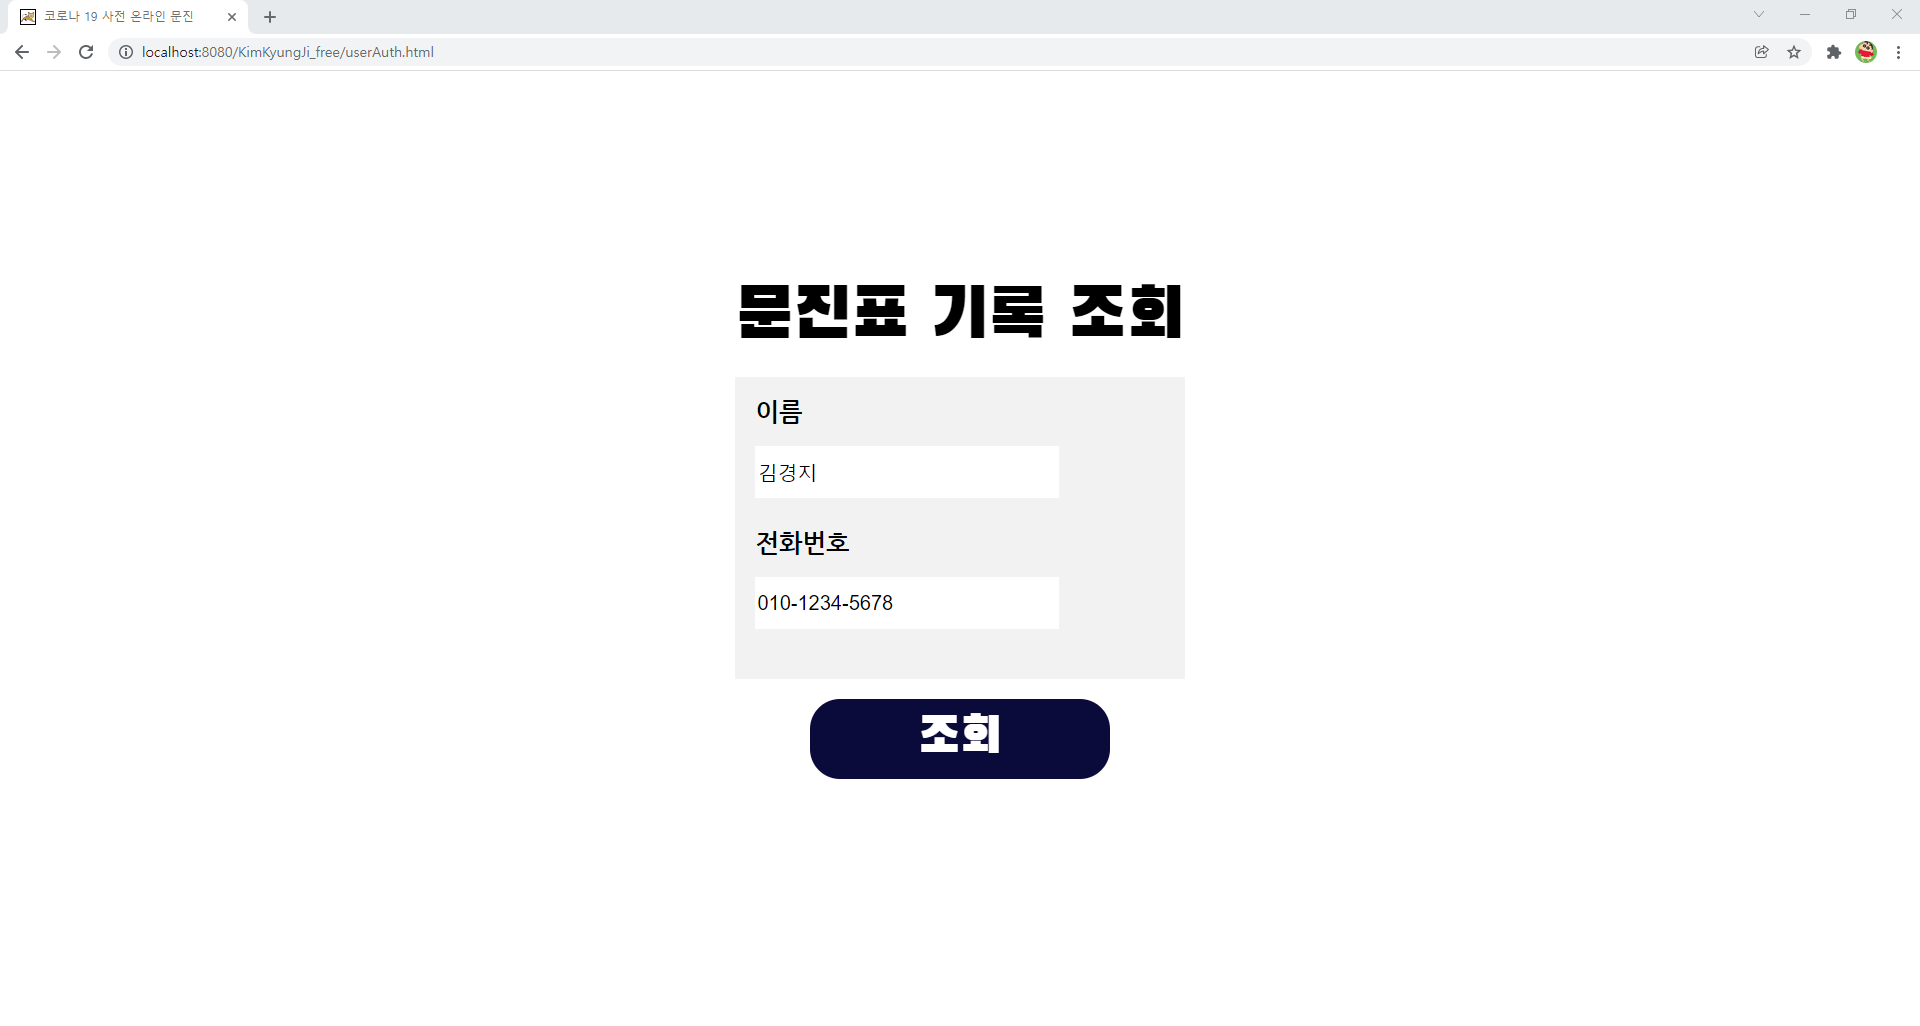 코로나 19 사전 온라인 문진
localhost:8080/KimKyungJi_free/userAuth.html
문진표 기록 조회
이름
김경지
전화번호
010-1234-5678
조회